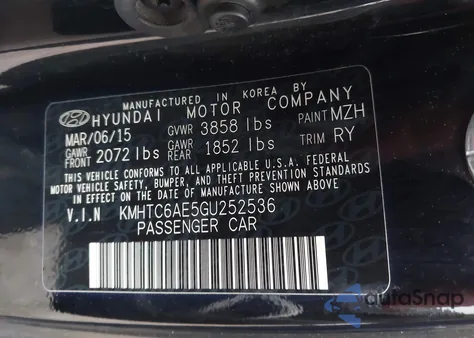 MANUFACTURED IN KOREA BY
HYUNDAI MOTOR COMPANY
MAR/06/15 GVWR 3858 lbs PAINT MZH
GAWR FRONT 2072 lbs GAWR REAR 1852 lbs TRIM RY
THIS VEHICLE CONFORMS TO ALL APPLICABLE U.S.A. FEDERAL
MOTOR VEHICLE SAFETY, BUMPER, AND THEFT PREVENTION STANDARDS
IN EFFECT ON THE DATE OF MANUFACTURE SHOWN ABOVE.
V.I.N KMHTC6AE5GU252536
PASSENGER CAR
autaSnap